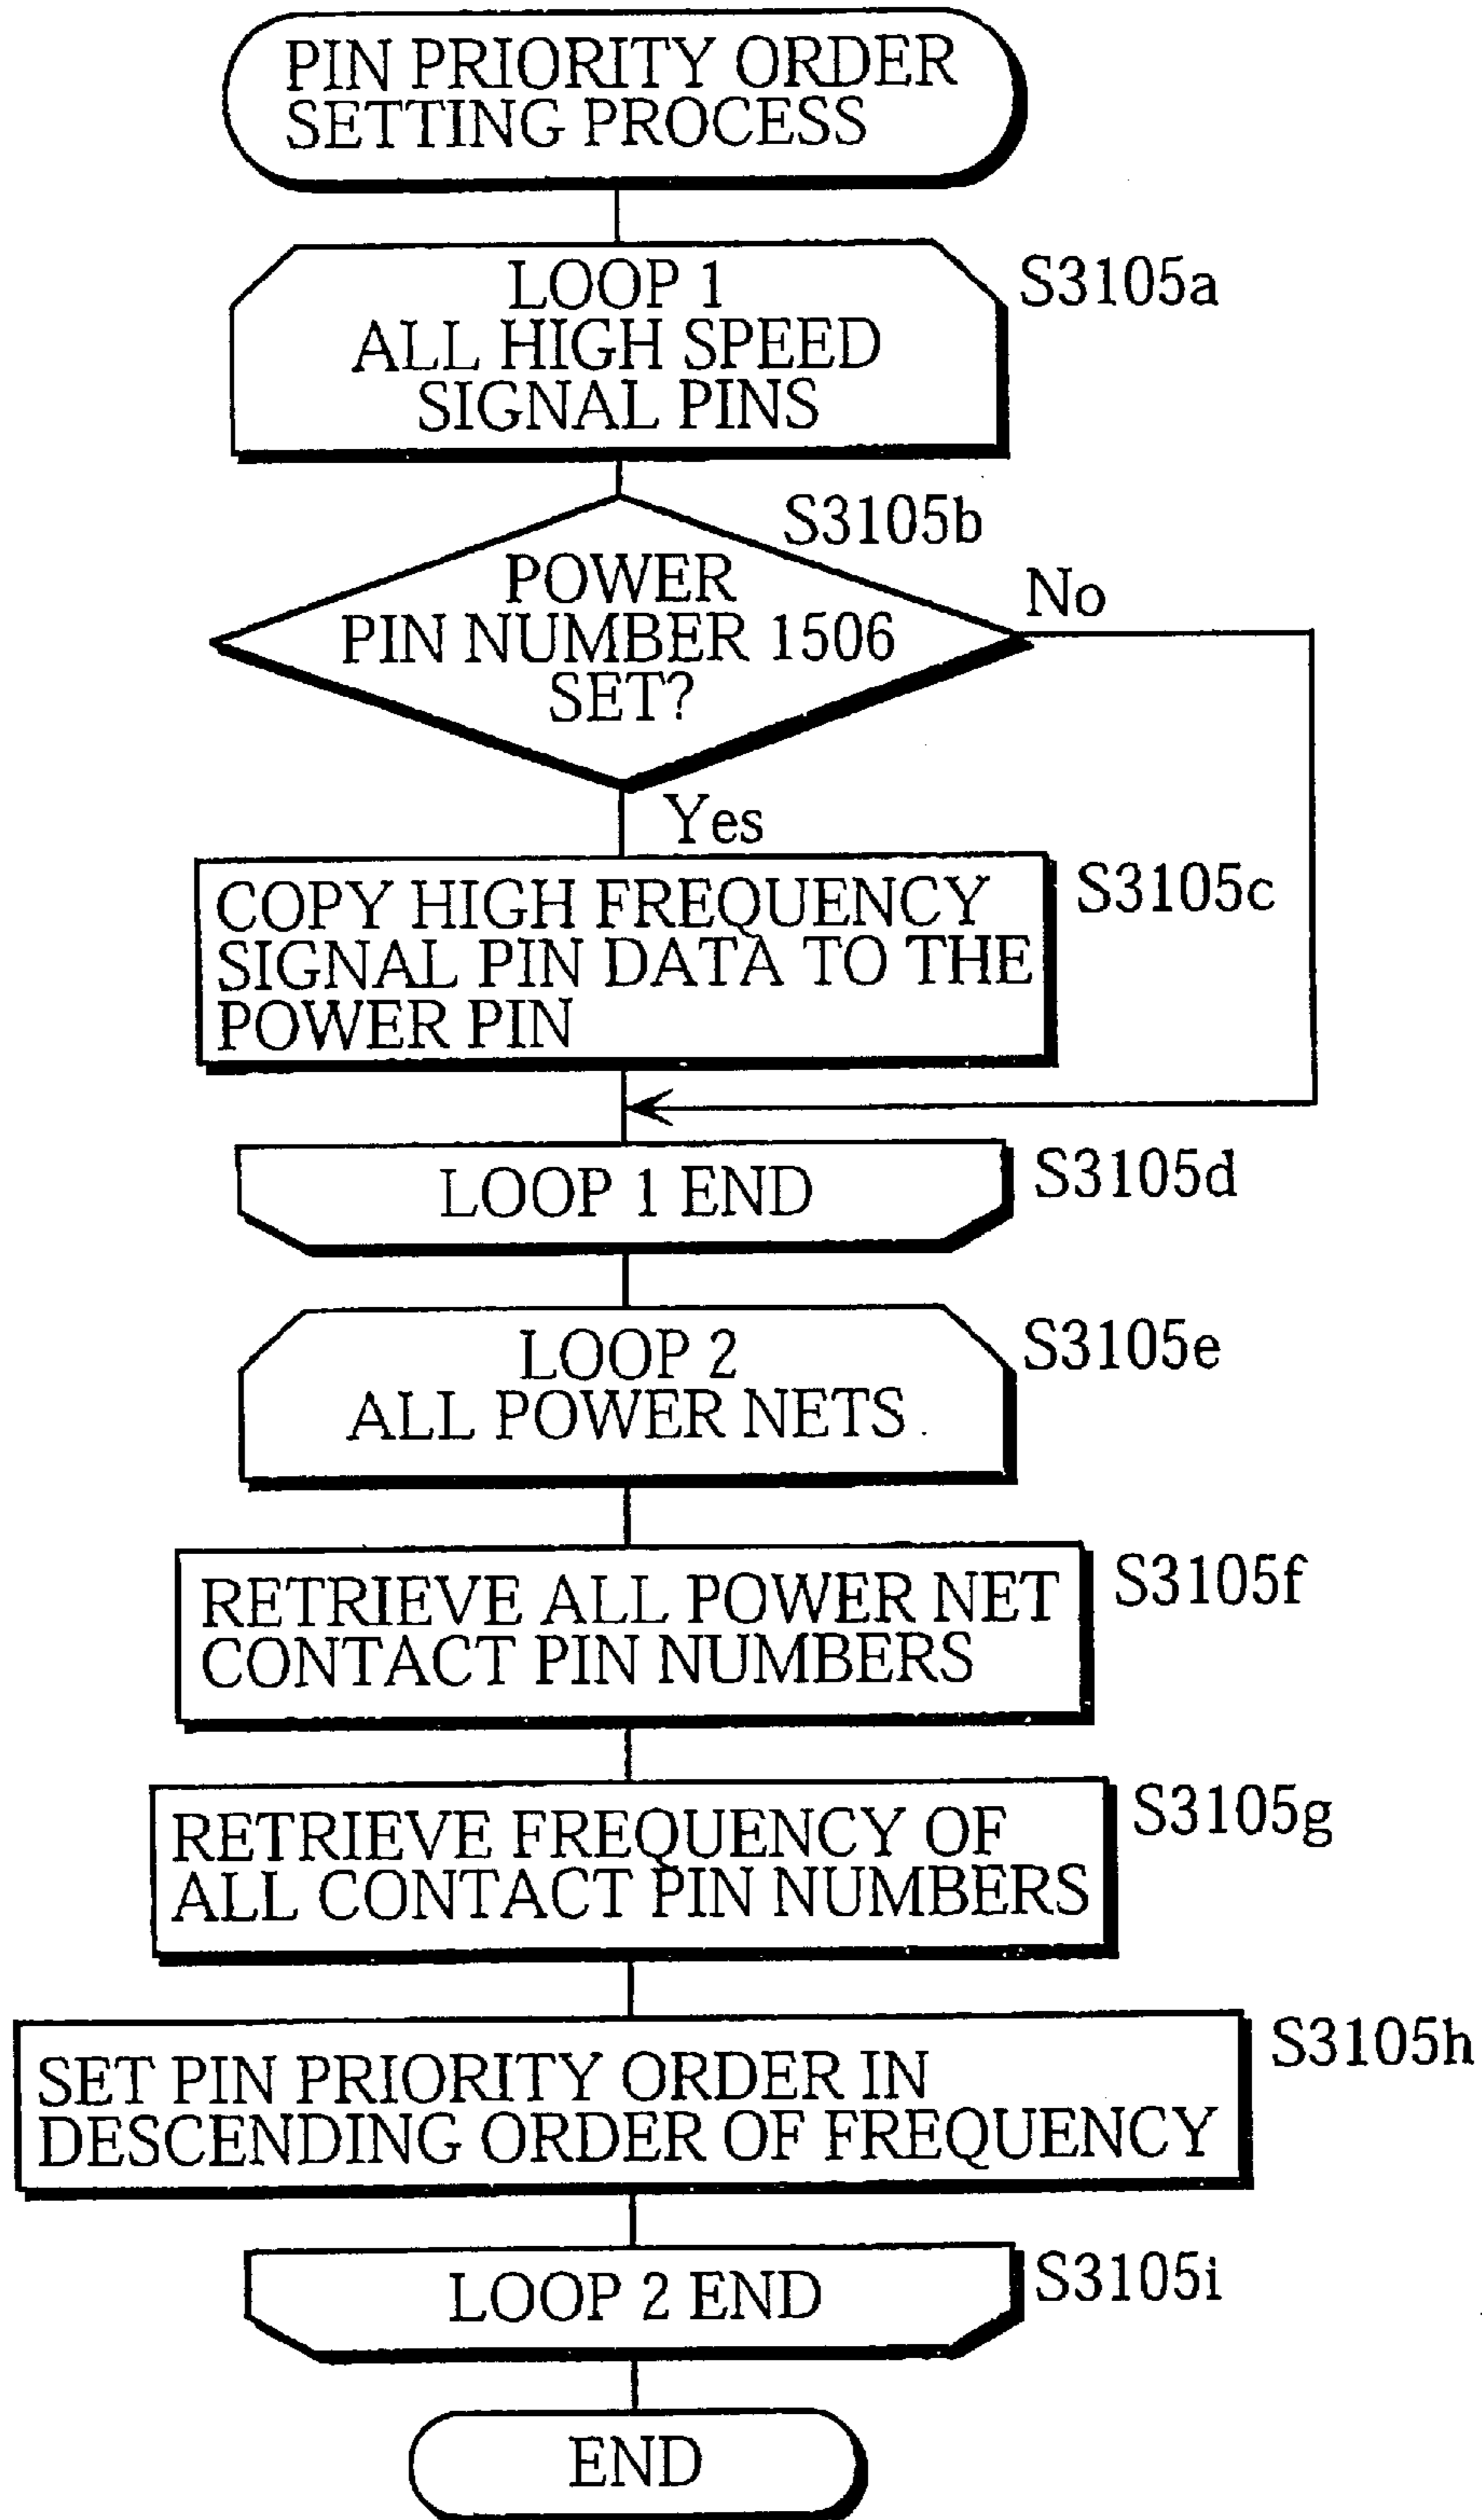 PIN PRIORITY ORDER
SETTING PROCESS
LOOP 1
ALL HIGH SPEED
SIGNAL PINS
S3105a
S3105b
POWER
PIN NUMBER 1506
SET?
No
Yes
COPY HIGH FREQUENCY
SIGNAL PIN DATA TO THE
POWER PIN
S3105c
LOOP 1 END
S3105d
LOOP 2
ALL POWER NETS
S3105e
RETRIEVE ALL POWER NET
CONTACT PIN NUMBERS
S3105f
RETRIEVE FREQUENCY OF
ALL CONTACT PIN NUMBERS
S3105g
SET PIN PRIORITY ORDER IN
DESCENDING ORDER OF FREQUENCY
S3105h
LOOP 2 END
S3105i
END